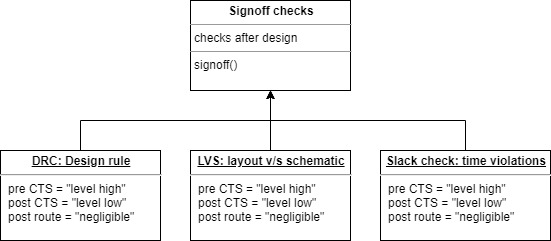 Signoff checks
checks after design
signoff()
DRC: Design rule
pre CTS = "level high"
post CTS = "level low"
post route = "negligible"
LVS: layout v/s schematic
pre CTS = "level high"
post CTS = "level low"
post route = "negligible"
Slack check: time violations
pre CTS = "level high"
post CTS = "level low"
post route = "negligible"